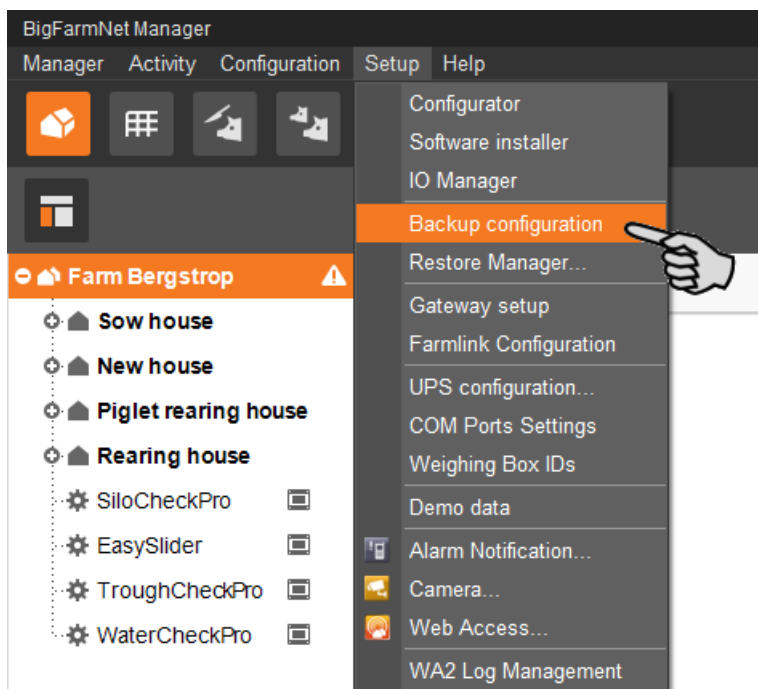 BigFarmNet Manager
Manager Activity Configuration Setup Help
Configurator
Software installer
IO Manager
Backup configuration
Restore Manager...
Gateway setup
Farmlink Configuration
UPS configuration...
COM Ports Settings
Weighing Box IDs
Demo data
Alarm Notification...
Camera...
Web Access...
WA2 Log Management
Farm Bergstrop
Sow house
New house
Piglet rearing house
Rearing house
SiloCheckPro
EasySlider
TroughCheckPro
WaterCheckPro